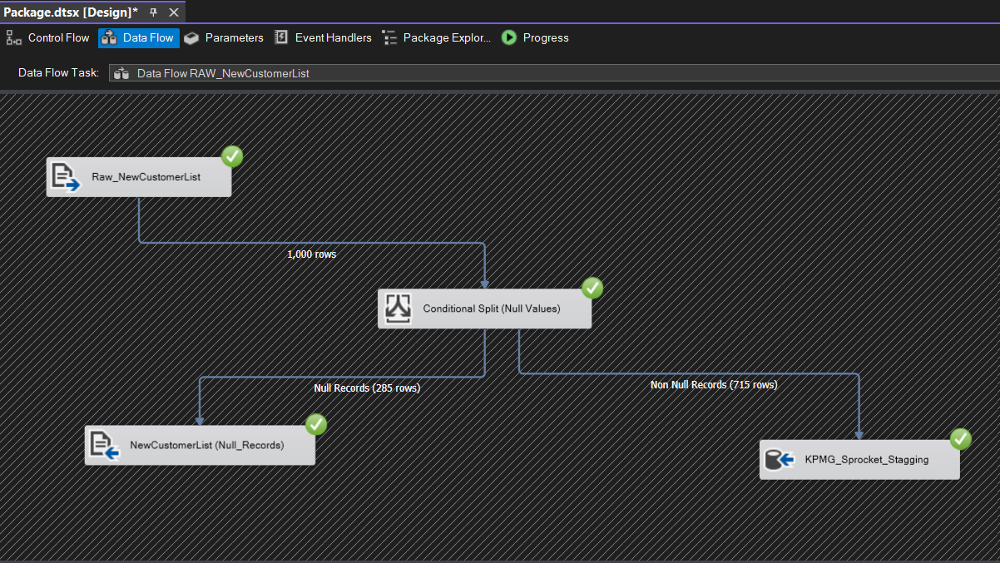 Package.dtsx [Design]*
Control Flow
Data Flow
Parameters
Event Handlers
Package Explor...
Progress
Data Flow Task:
Data Flow RAW_NewCustomerList
Raw_NewCustomerList
1,000 rows
Conditional Split (Null Values)
Null Records (285 rows)
Non Null Records (715 rows)
NewCustomerList (Null_Records)
KPMG_Sprocket_Stagging